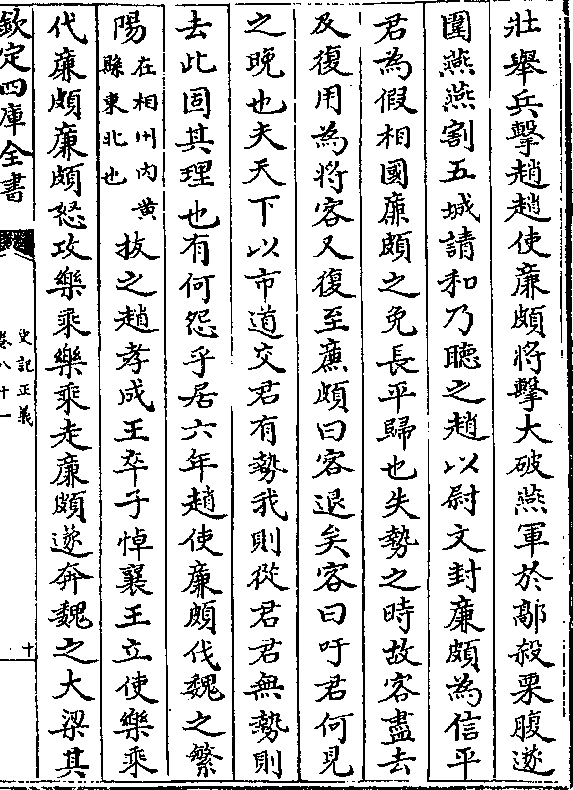 壯舉兵擊趙趙使廉頗將擊大破燕軍於鄗殺栗腹遂
圍燕燕割五城請和乃聽之趙以尉文封廉頗為信平
君為假相國廉頗之免長平歸也失勢之時故客盡去
及復用為將客又復至廉頗曰客退矣客曰吁君何見
之晚也夫天下以市道交君有勢我則從君君無勢則
去此固其理也有何怨乎居六年趙使廉頗伐魏之繁
陽在相州內黃縣東北也拔之趙孝成王卒子悼襄王立使樂乘
代廉頗廉頗怒攻樂乘樂乘走廉頗遂奔魏之大梁其
欽定四庫全書
史記正義
卷八十一
十